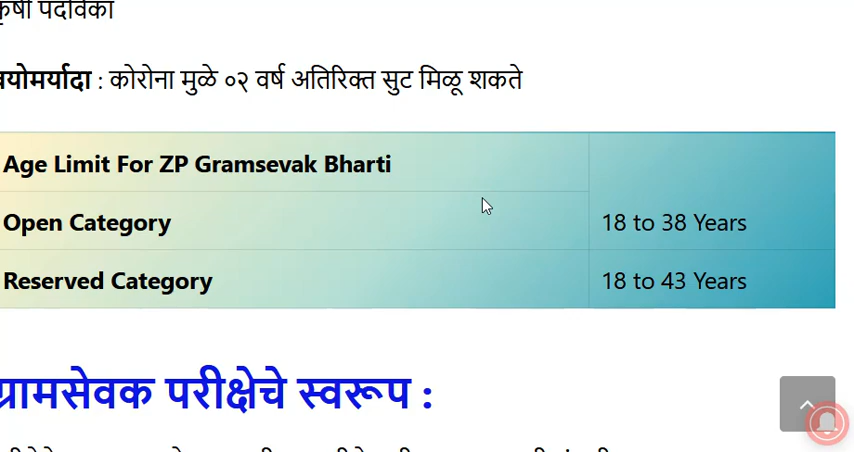 कृषी पदविका
वयोमर्यादा : कोरोना मुळे ०२ वर्ष अतिरिक्त सुट मिळू शकते
Age Limit For ZP Gramsevak Bharti
Open Category 18 to 38 Years
Reserved Category 18 to 43 Years
ग्रामसेवक परीक्षेचे स्वरूप :